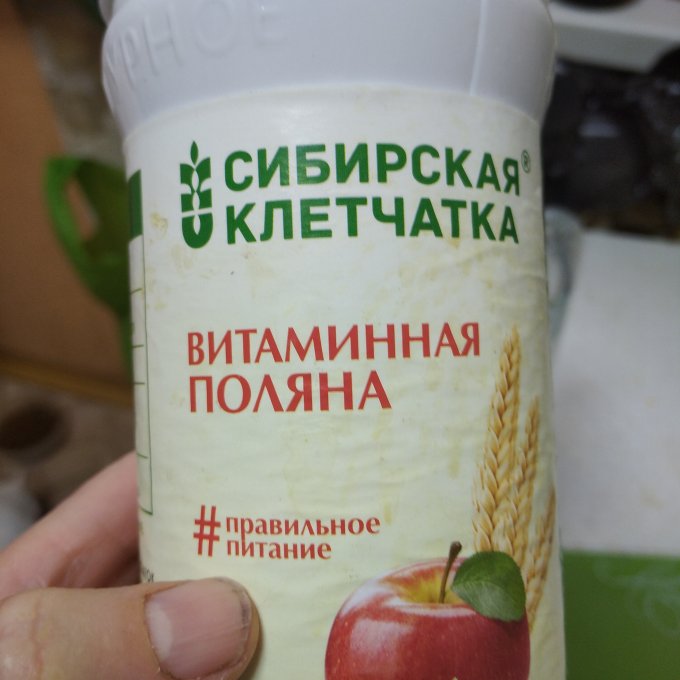 СИБИРСКАЯ®
КЛЕТЧАТКА
ВИТАМИННАЯ
ПОЛЯНА
#правильное
питание